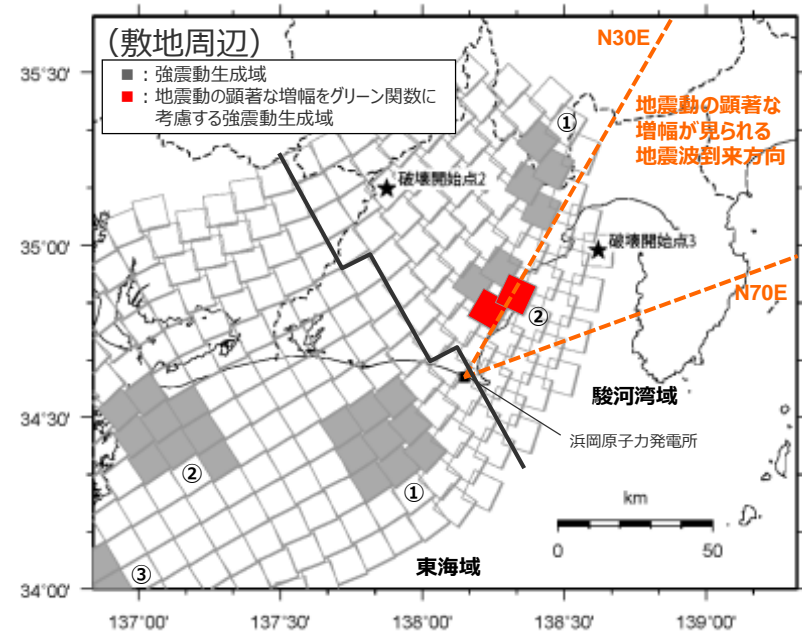 (敷地周辺)
■ : 強震動生成域
■ : 地震動の顕著な増幅をグリーン関数に
考慮する強震動生成域
N30E
地震動の顕著な
増幅が見られる
地震波到来方向
①
破壊開始点2
破壊開始点3
N70E
②
駿河湾域
浜岡原子力発電所
②
①
③
東海域
km
0 50
35°30'
35°00'
34°30'
34°00'
137°00' 137°30' 138°00' 138°30' 139°00'